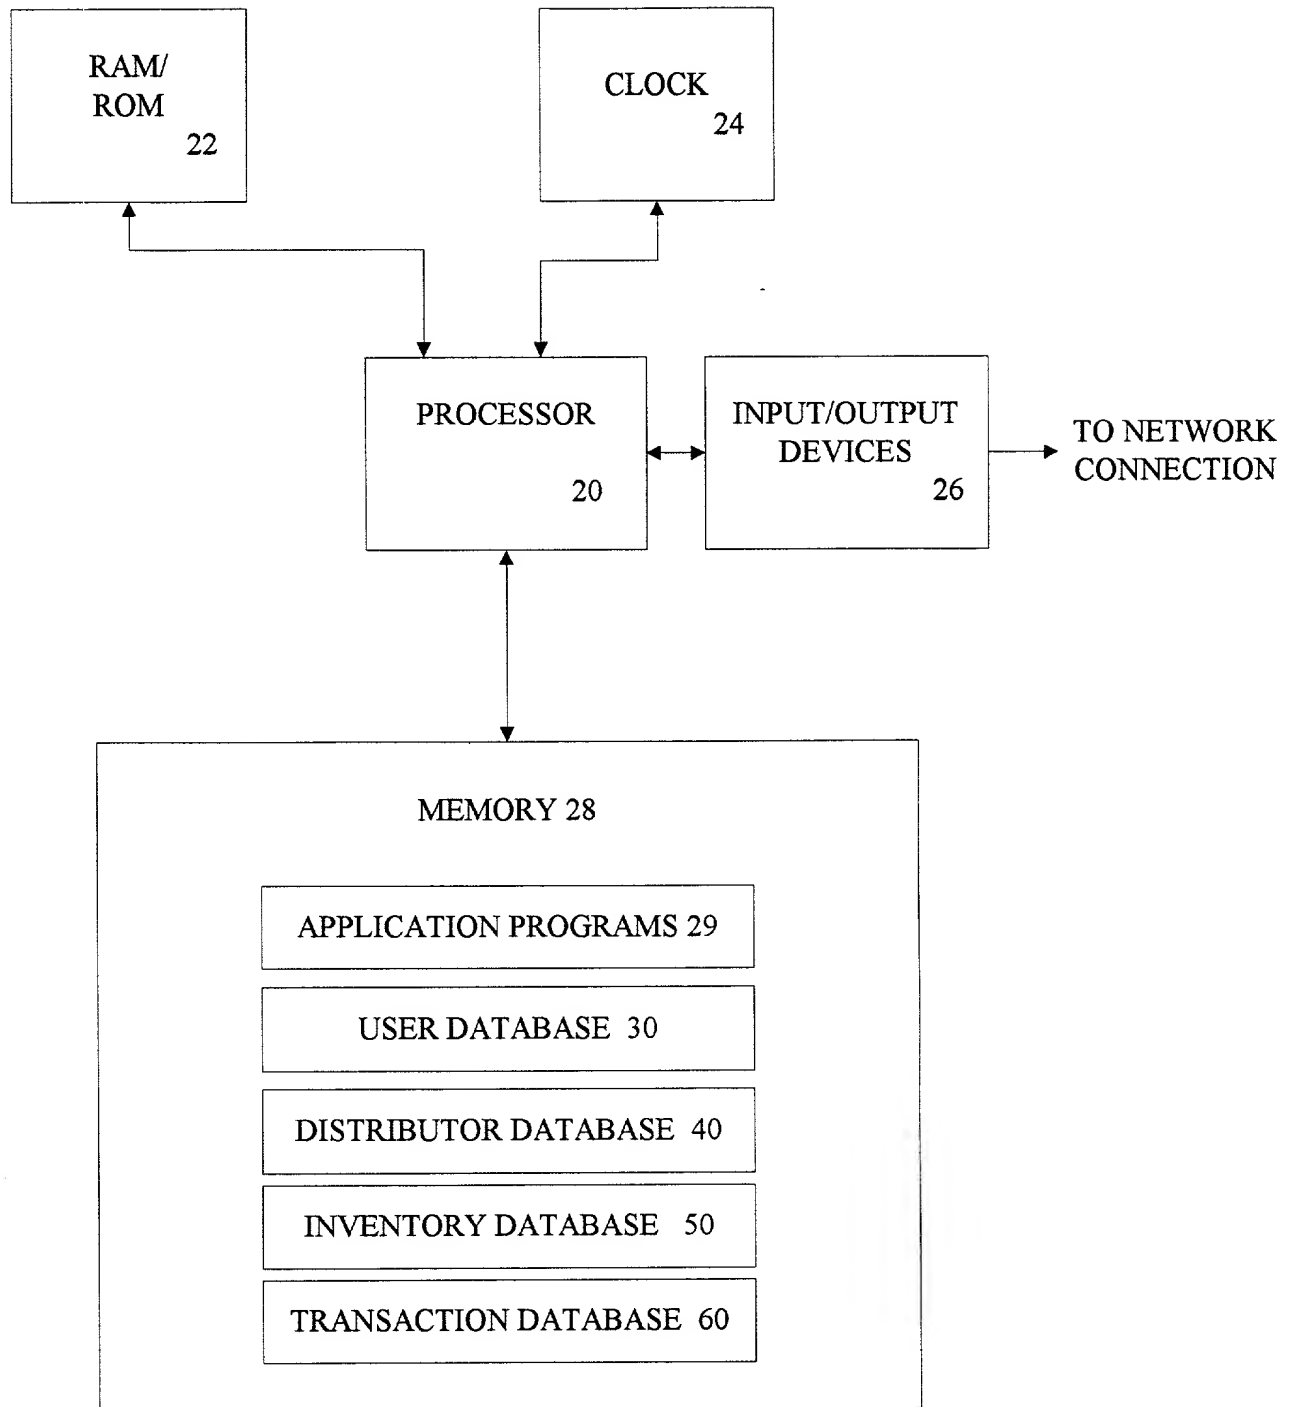 RAM/
ROM
22
CLOCK
24
PROCESSOR
20
INPUT/OUTPUT
DEVICES
26
TO NETWORK
CONNECTION
MEMORY 28
APPLICATION PROGRAMS 29
USER DATABASE 30
DISTRIBUTOR DATABASE 40
INVENTORY DATABASE 50
TRANSACTION DATABASE 60